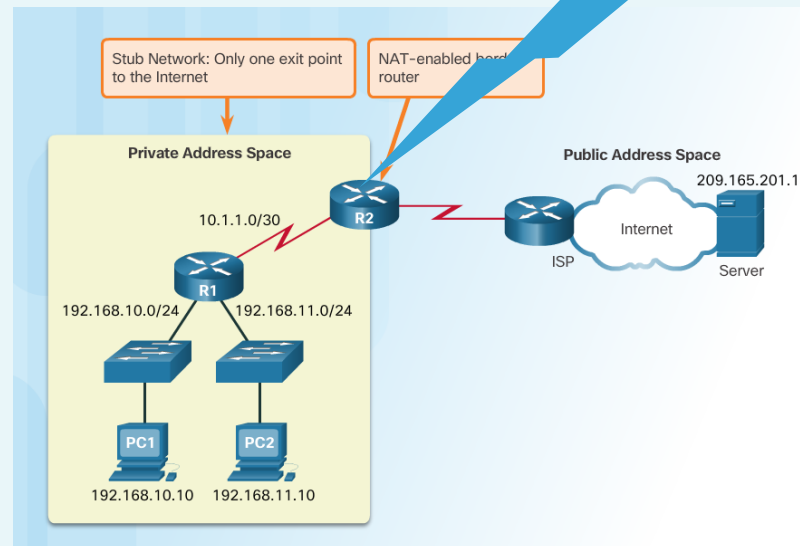 Stub Network: Only one exit point
to the Internet
NAT-enabled
router
Private Address Space
Public Address Space
209.165.201.1
10.1.1.0/30
R2
Internet
ISP
Server
R1
192.168.10.0/24
192.168.11.0/24
PC1
PC2
192.168.10.10
192.168.11.10